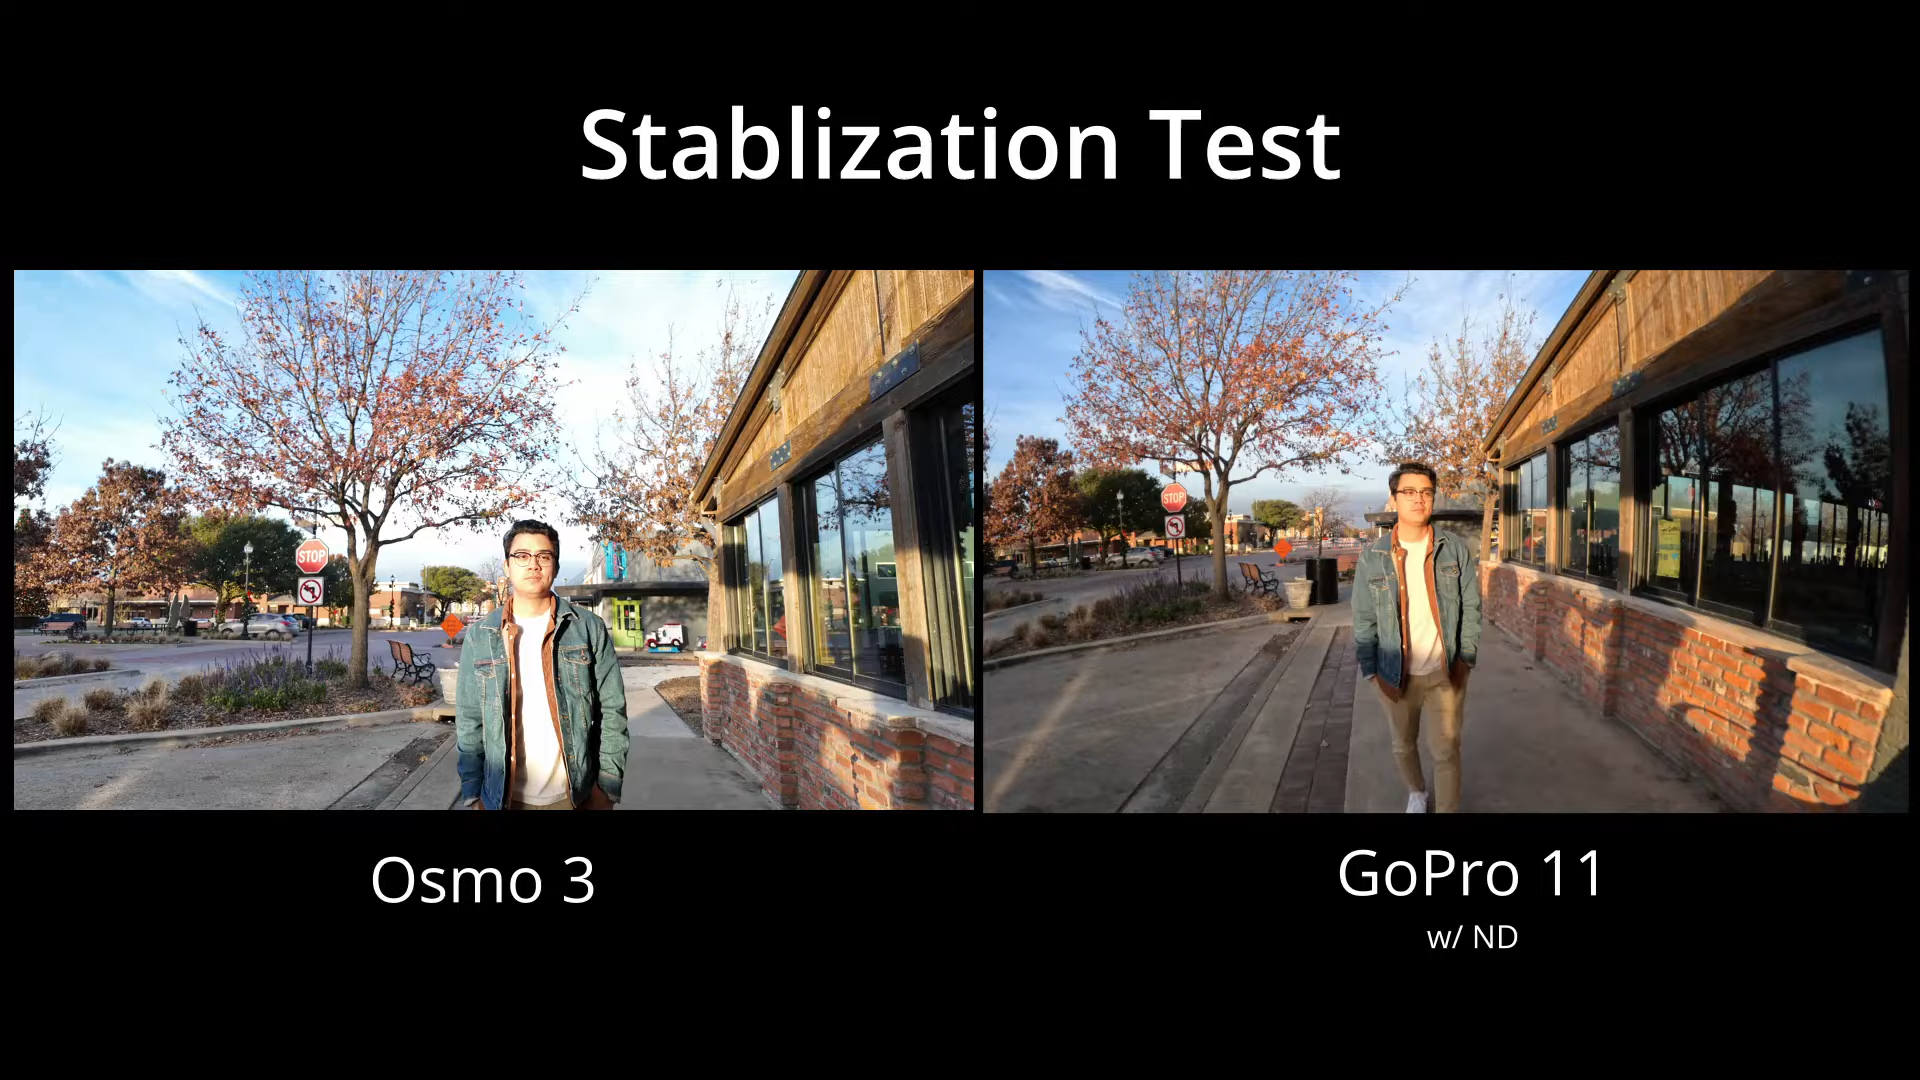 Stablization Test
STOP
STOP
Osmo 3
GoPro 11
w/ ND